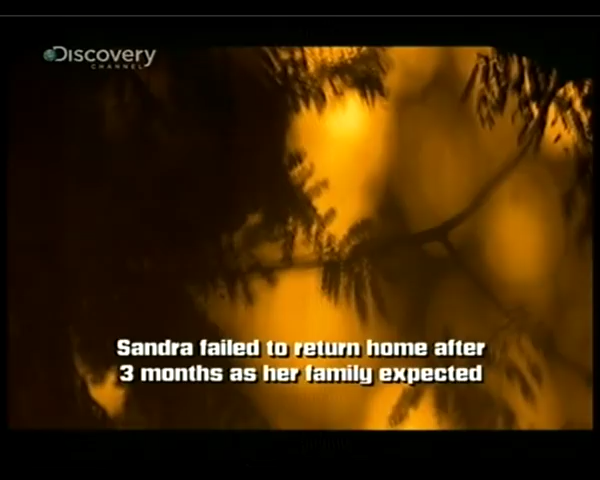 Discovery
CHANNEL
Sandra failed to return home after
3 months as her family expected